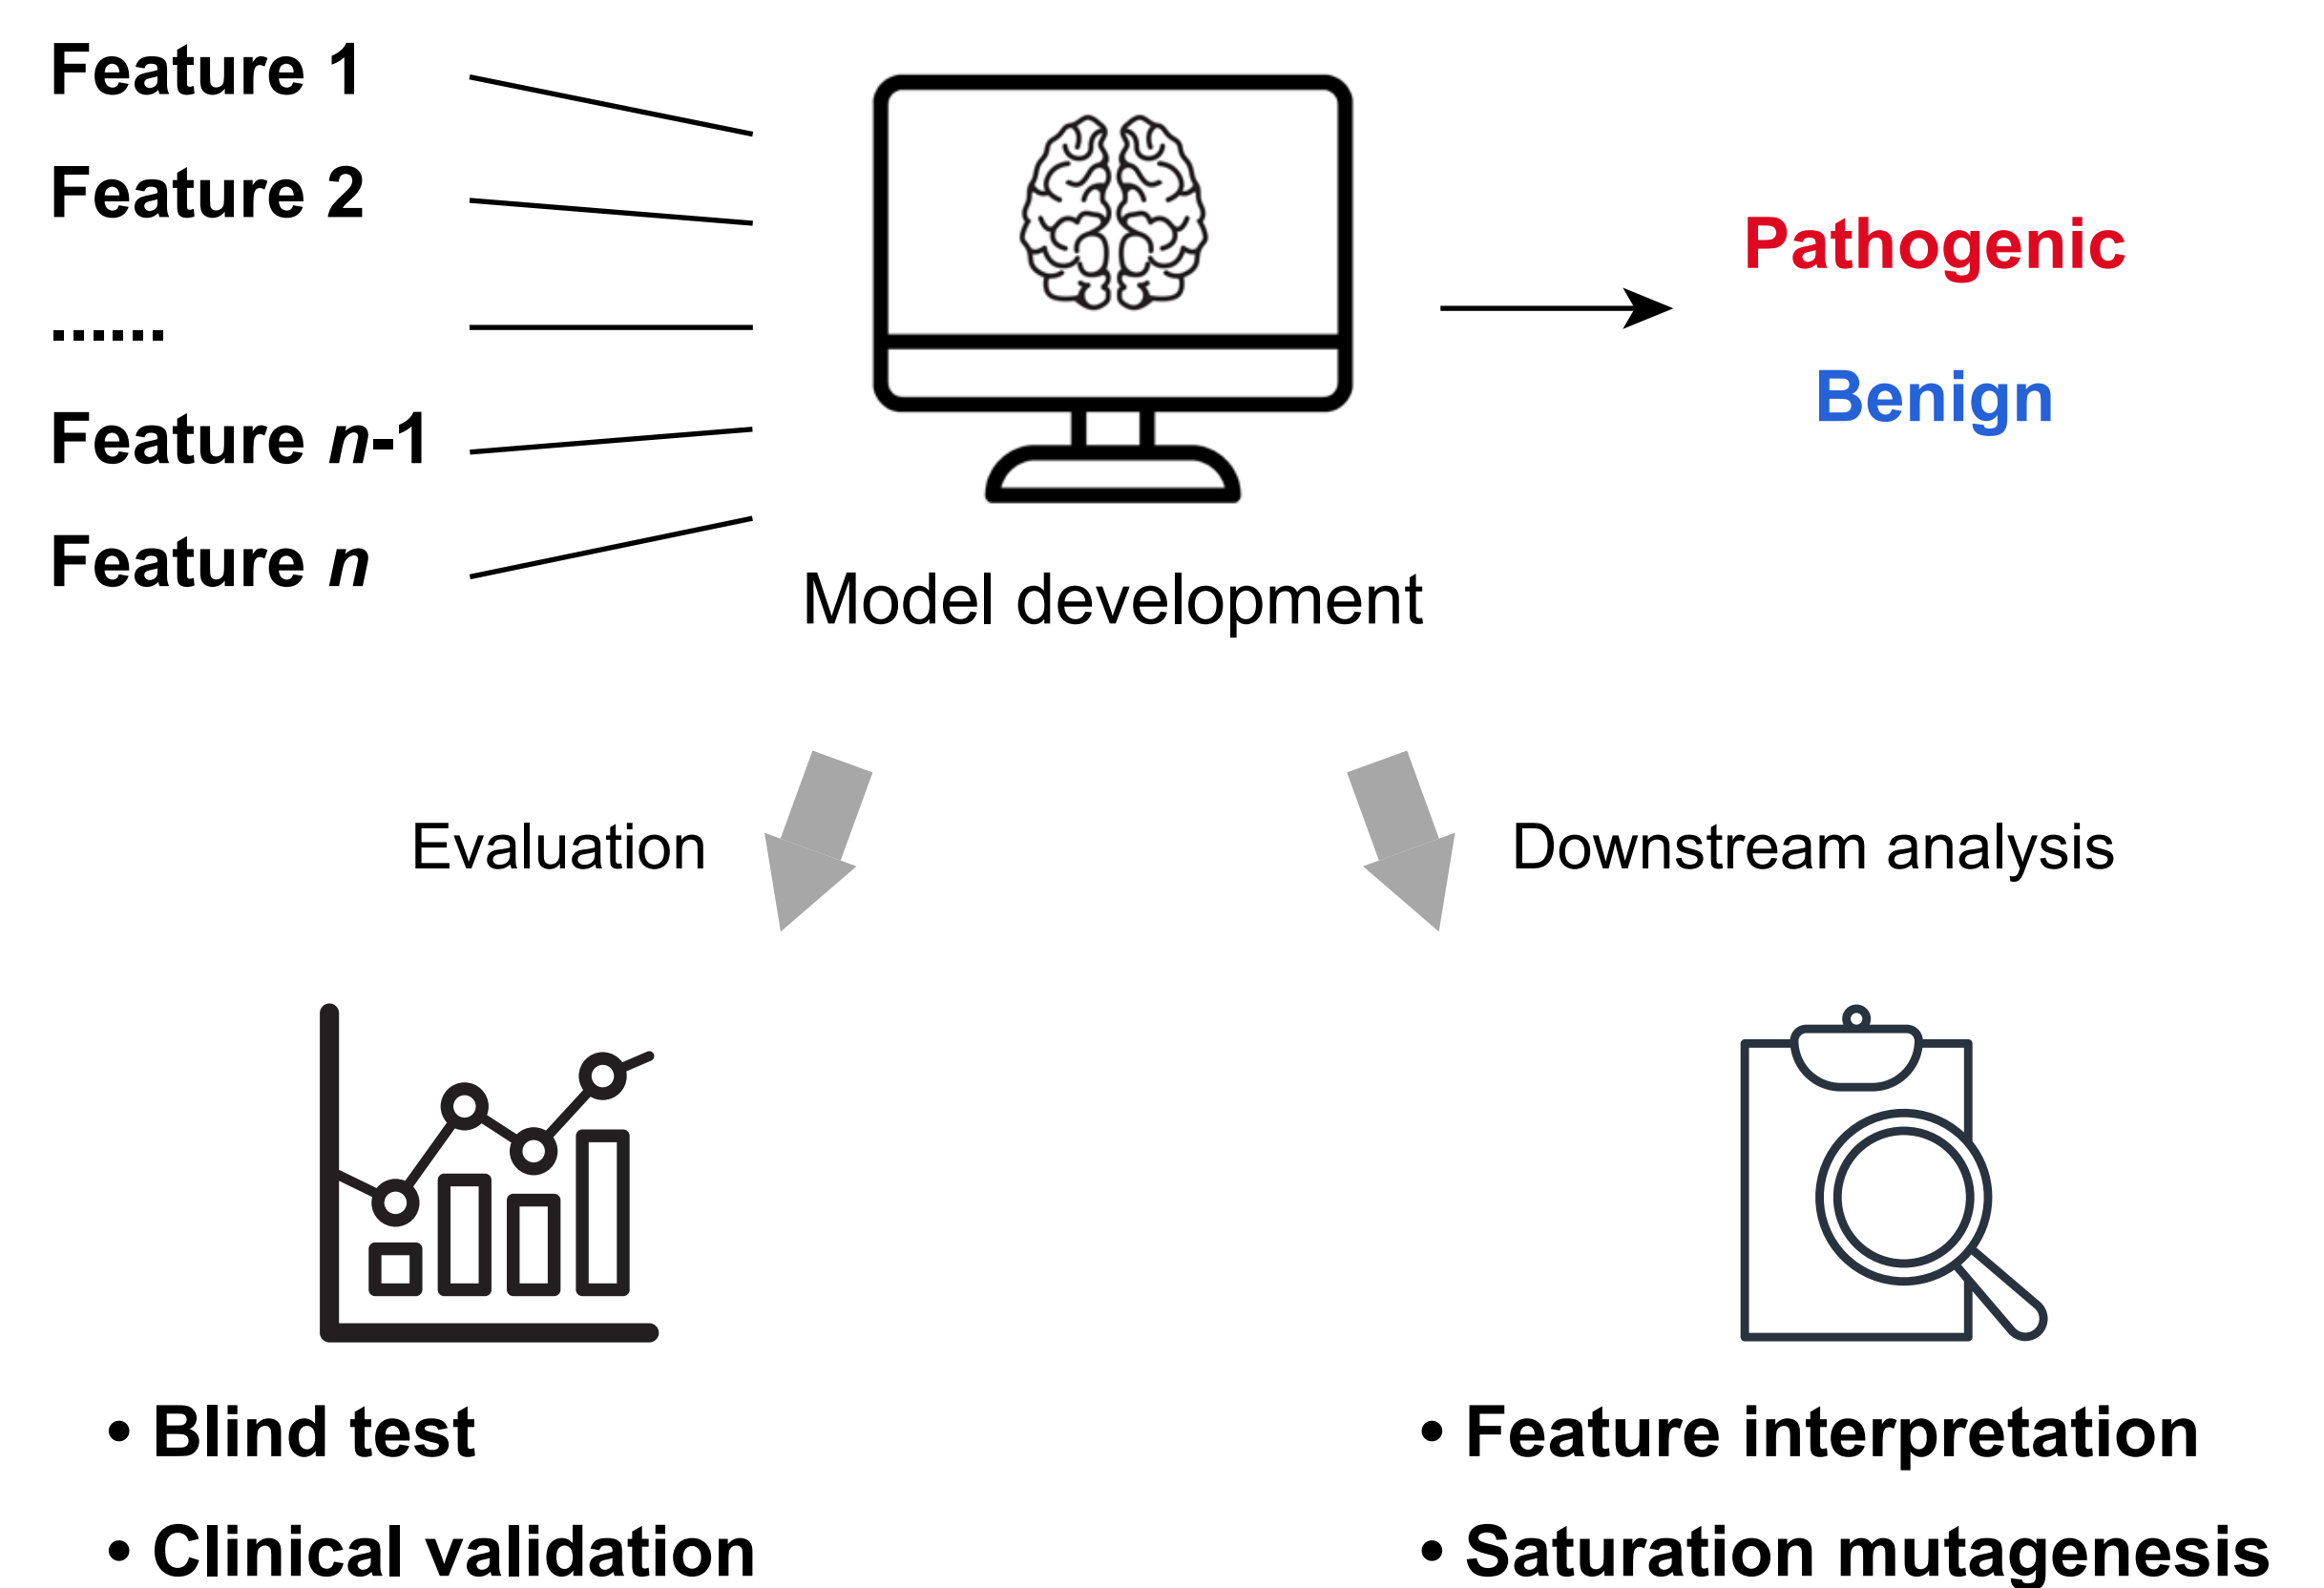 Feature 1
Feature 2
......
Feature n-1
Feature n
Model development
Pathogenic
Benign
Evaluation
Downstream analysis
• Blind test
• Clinical validation
• Feature interpretation
• Saturation mutagenesis